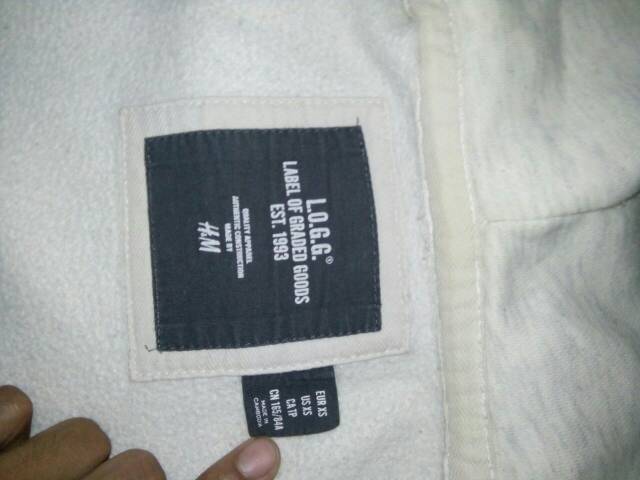 L.O.G.G.®
LABEL OF GRADED GOODS
EST. 1993
QUALITY APPAREL
AUTHENTIC CONSTRUCTION
MADE BY
H&M
EUR XS
US XS
CA TP
CN 165/84A
MADE IN
CAMBODIA